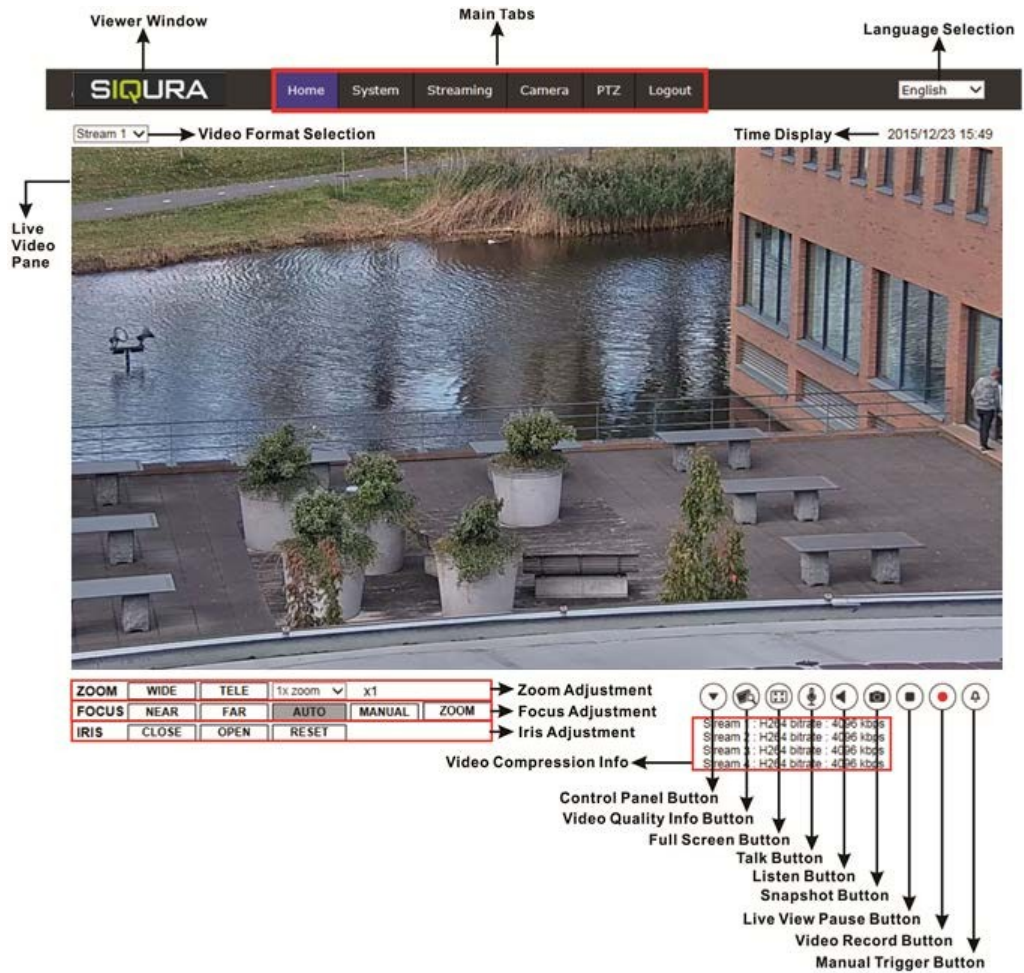 Viewer Window
Main Tabs
Language Selection
SIQURA
Home System Streaming Camera PTZ Logout
English
Stream 1
Video Format Selection
Time Display
2015/12/23 15:49
Live
Video
Pane
ZOOM WIDE TELE 1x zoom x1
Zoom Adjustment
FOCUS NEAR FAR AUTO MANUAL ZOOM
Focus Adjustment
IRIS CLOSE OPEN RESET
Iris Adjustment
Stream 1 : H264 bitrate : 4096 kbps
Stream 2 : H264 bitrate : 4096 kbps
Stream 3 : H264 bitrate : 4096 kbps
Stream 4 : H264 bitrate : 4096 kbps
Video Compression Info
Control Panel Button
Video Quality Info Button
Full Screen Button
Talk Button
Listen Button
Snapshot Button
Live View Pause Button
Video Record Button
Manual Trigger Button